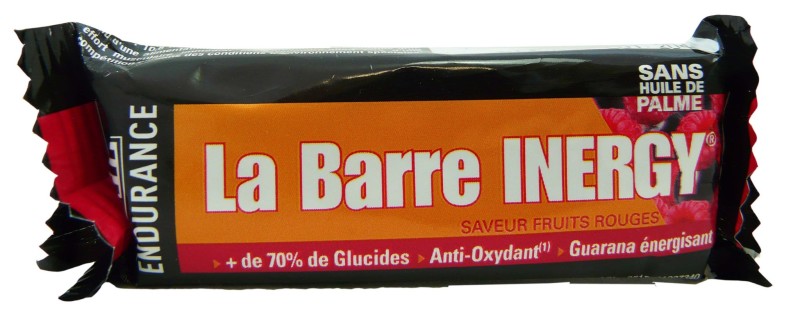 SANS
HUILE DE
PALME
ENDURANCE
La Barre INERGY®
SAVEUR FRUITS ROUGES
+ de 70% de Glucides Anti-Oxydant(1) Guarana énergisant